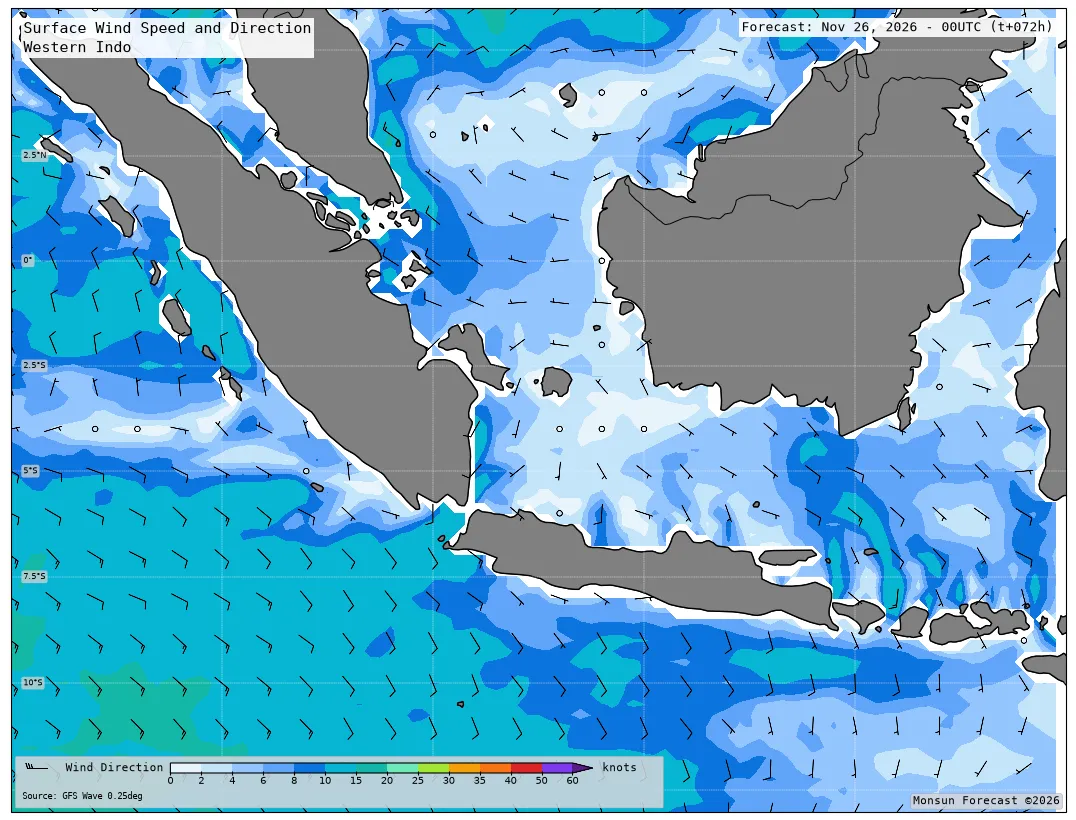 Surface Wind Speed and Direction
Western Indo
Forecast: Nov 26, 2026 - 00UTC (t+072h)
2.5°N
0°
2.5°S
5°S
7.5°S
10°S
Wind Direction
0 2 4 6 8 10 15 20 25 30 35 40 50 60
knots
Source: GFS Wave 0.25deg
Monsun Forecast ©2026